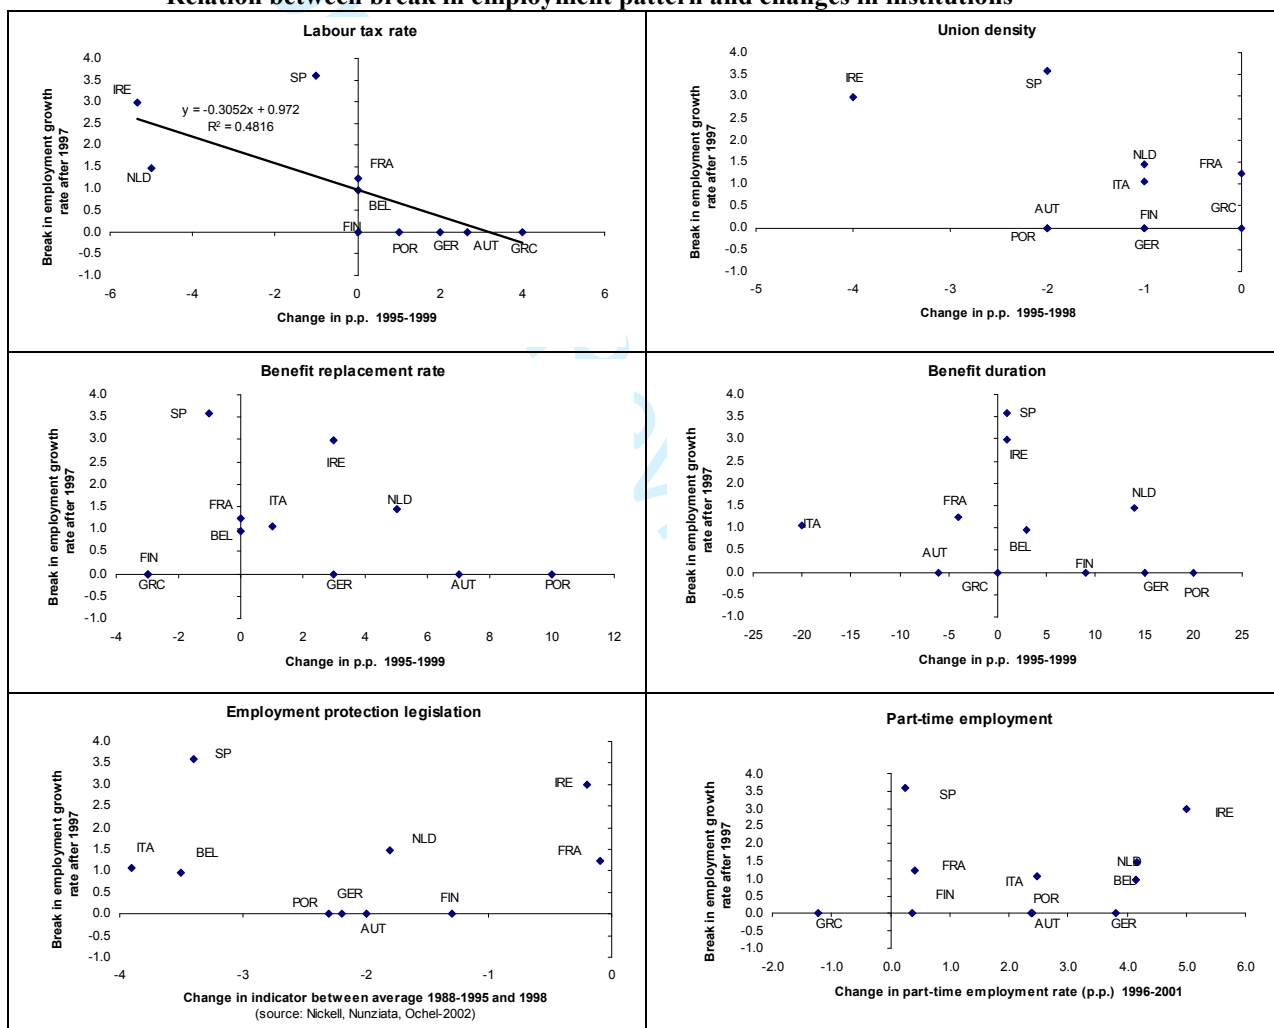 Relation between break in employment pattern and changes in institutions
Labour tax rate
Break in employment growth
rate after 1997
4.0
3.5
3.0
2.5
2.0
1.5
1.0
0.5
0.0
-0.5
-1.0
SP
IRE
y = -0.3052x + 0.972
R² = 0.4816
NLD
FRA
BEL
FIN
POR
GER
AUT
GRC
-6
-4
-2
0
2
4
6
Change in p.p. 1995-1999
Union density
Break in employment growth
rate after 1997
4.0
3.5
3.0
2.5
2.0
1.5
1.0
0.5
0.0
-0.5
-1.0
IRE
SP
NLD
FRA
ITA
AUT
FIN
GRC
POR
GER
-5
-4
-3
-2
-1
0
Change in p.p. 1995-1998
Benefit replacement rate
Break in employment growth
rate after 1997
4.0
3.5
3.0
2.5
2.0
1.5
1.0
0.5
0.0
-0.5
-1.0
SP
IRE
FRA
ITA
NLD
BEL
FIN
GRC
GER
AUT
POR
-4
-2
0
2
4
6
8
10
12
Change in p.p. 1995-1999
Benefit duration
Break in employment growth
rate after 1997
4.0
3.5
3.0
2.5
2.0
1.5
1.0
0.5
0.0
-0.5
-1.0
SP
IRE
FRA
NLD
ITA
AUT
BEL
GRC
FIN
GER
POR
-25
-20
-15
-10
-5
0
5
10
15
20
25
Change in p.p. 1995-1999
Employment protection legislation
Break in employment growth
rate after 1997
4.0
3.5
3.0
2.5
2.0
1.5
1.0
0.5
0.0
-0.5
-1.0
SP
IRE
ITA
BEL
NLD
FRA
POR
GER
AUT
FIN
-4
-3
-2
-1
0
Change in indicator between average 1988-1995 and 1998
(source: Nickell, Nunziata, Ochel-2002)
Part-time employment
Break in employment growth
rate after 1997
4.0
3.5
3.0
2.5
2.0
1.5
1.0
0.5
0.0
-0.5
-1.0
SP
IRE
FRA
NLD
ITA
BEL
FIN
POR
GRC
AUT
GER
-2.0
-1.0
0.0
1.0
2.0
3.0
4.0
5.0
6.0
Change in part-time employment rate (p.p.) 1996-2001